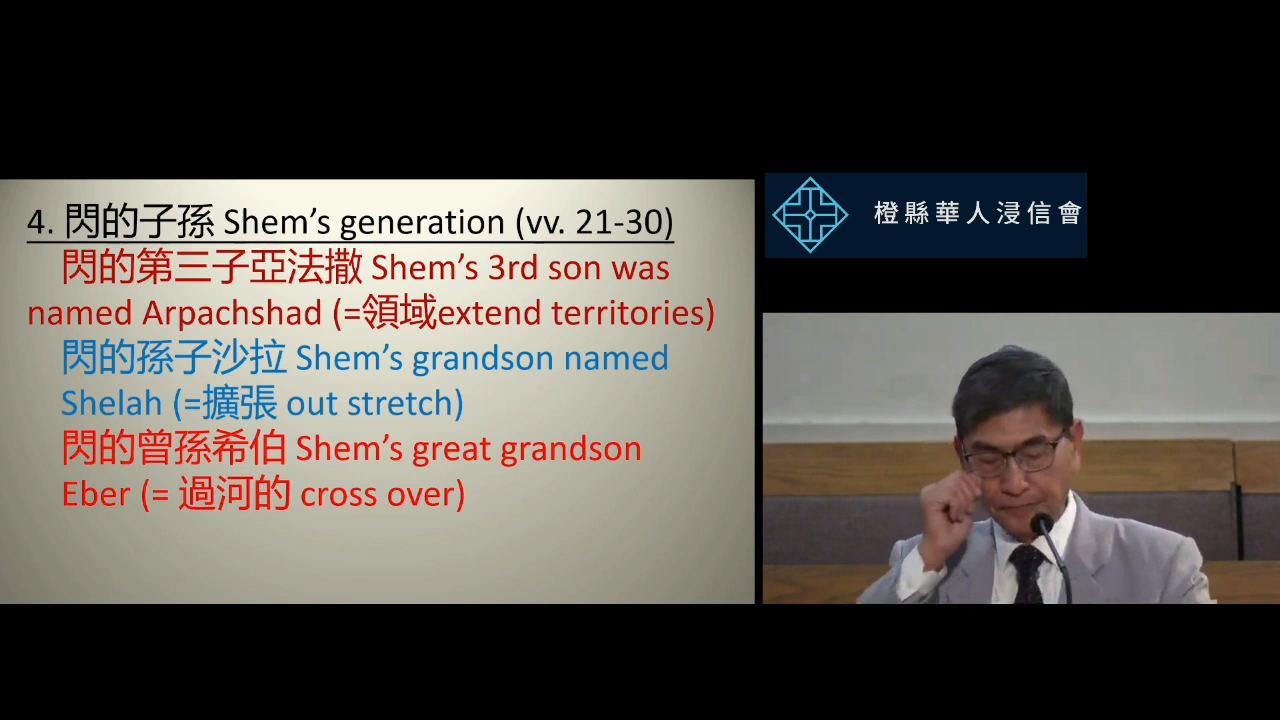 4. 閃的子孫 Shem’s generation (vv. 21-30)
閃的第三子亞法撒 Shem’s 3rd son was
named Arpachshad (=領域extend territories)
閃的孫子沙拉 Shem’s grandson named
Shelah (=擴張 out stretch)
閃的曾孫希伯 Shem’s great grandson
Eber (= 過河的 cross over)
橙縣華人浸信會